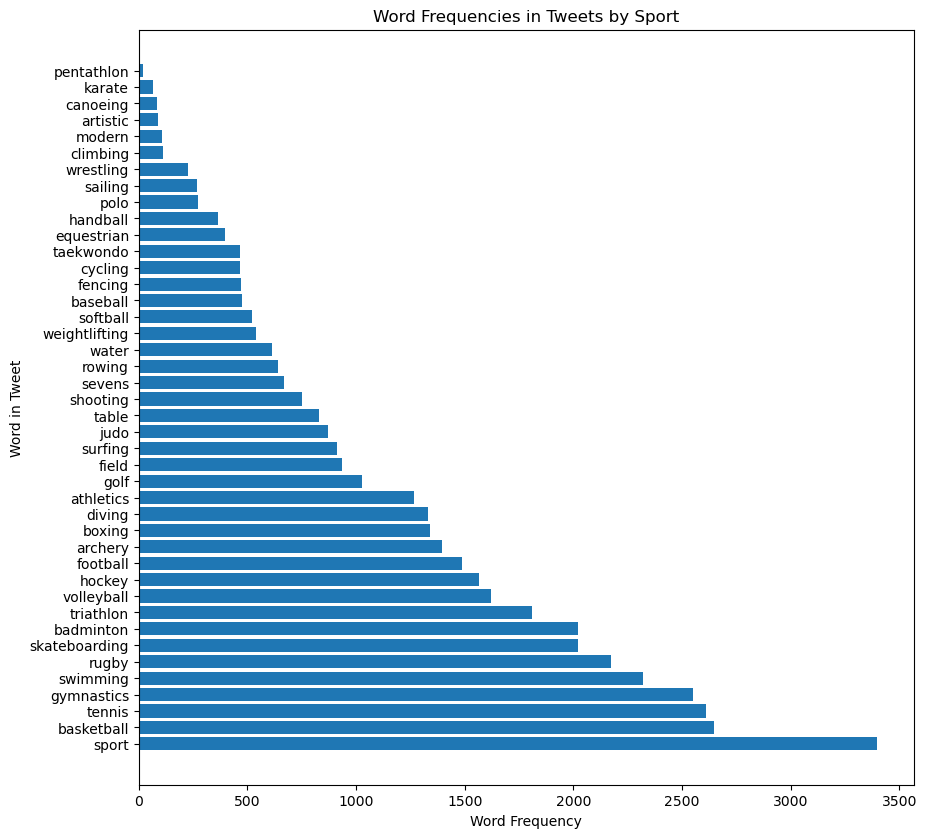 Word Frequencies in Tweets by Sport
pentathlon
karate
canoeing
artistic
modern
climbing
wrestling
sailing
polo
handball
equestrian
taekwondo
cycling
fencing
baseball
softball
weightlifting
water
rowing
sevens
shooting
table
judo
surfing
field
golf
athletics
diving
boxing
archery
football
hockey
volleyball
triathlon
badminton
skateboarding
rugby
swimming
gymnastics
tennis
basketball
sport
Word in Tweet
0 500 1000 1500 2000 2500 3000 3500
Word Frequency